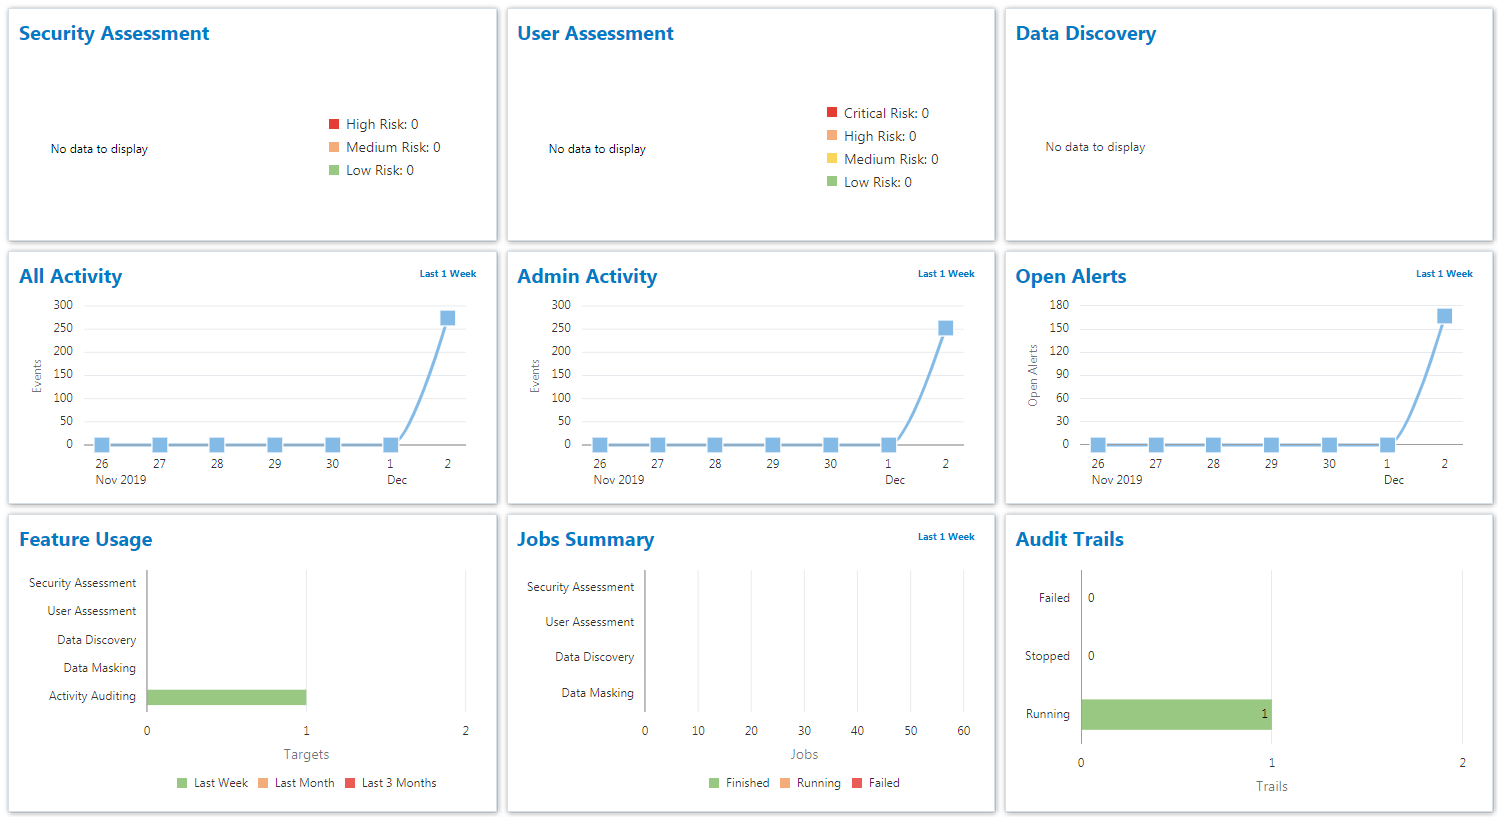 Security Assessment
No data to display
High Risk: 0
Medium Risk: 0
Low Risk: 0
User Assessment
No data to display
Critical Risk: 0
High Risk: 0
Medium Risk: 0
Low Risk: 0
Data Discovery
No data to display
All Activity
Last 1 Week
300
250
200
150
100
50
0
Events
26 27 28 29 30 1 2
Nov 2019 Dec
Admin Activity
Last 1 Week
300
250
200
150
100
50
0
Events
26 27 28 29 30 1 2
Nov 2019 Dec
Open Alerts
Last 1 Week
180
150
120
90
60
30
0
Open Alerts
26 27 28 29 30 1 2
Nov 2019 Dec
Feature Usage
Security Assessment
User Assessment
Data Discovery
Data Masking
Activity Auditing
0 1 2
Targets
Last Week Last Month Last 3 Months
Jobs Summary
Last 1 Week
Security Assessment
User Assessment
Data Discovery
Data Masking
0 10 20 30 40 50 60
Jobs
Finished Running Failed
Audit Trails
Failed 0
Stopped 0
Running 1
0 1 2
Trails